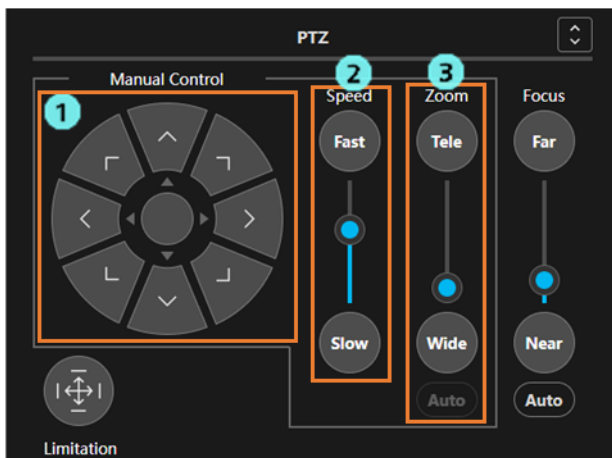 PTZ
Manual Control
1
2
3
Speed
Zoom
Focus
Fast
Tele
Far
Slow
Wide
Near
Auto
Auto
Limitation